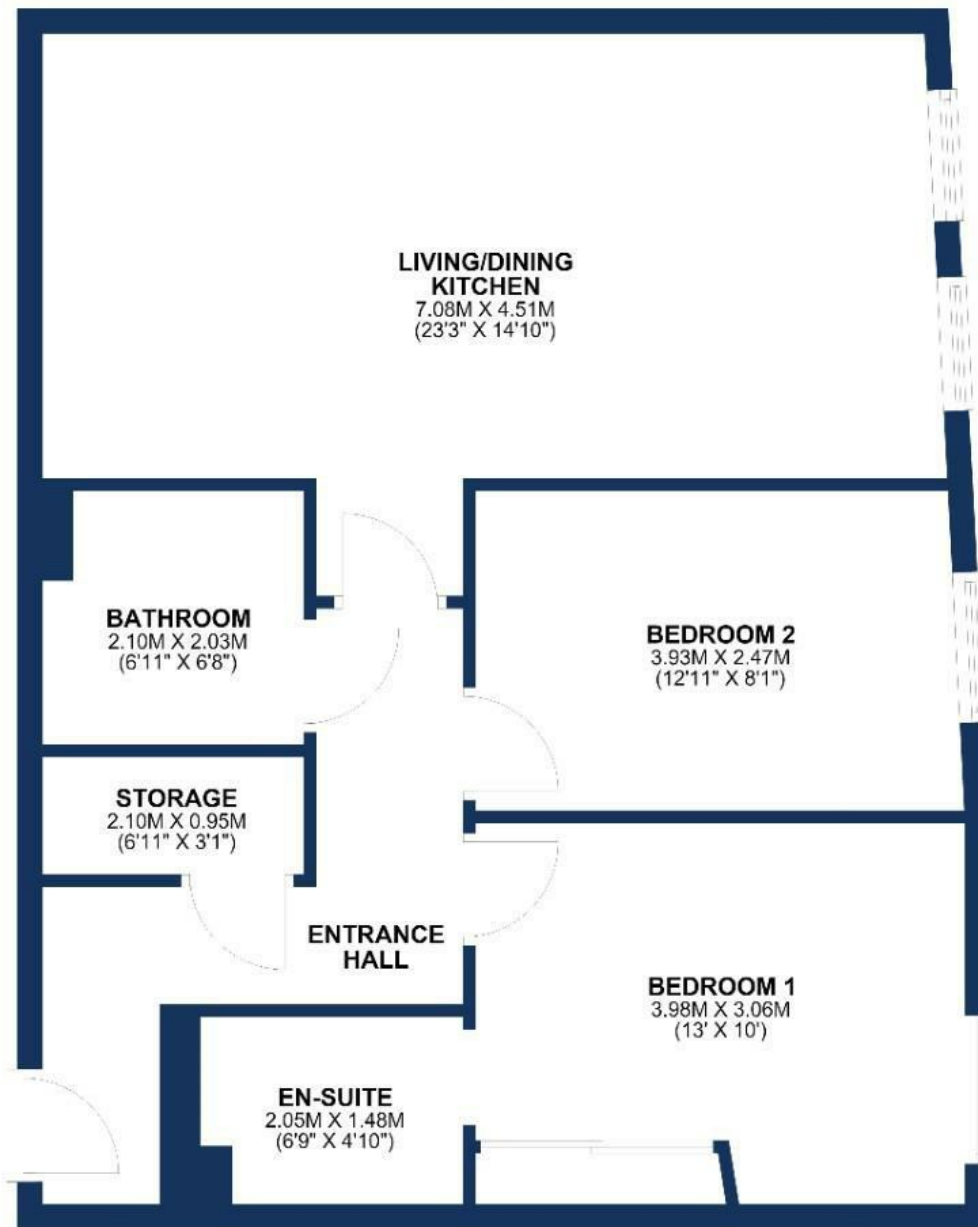 LIVING/DINING
KITCHEN
7.08M X 4.51M
(23'3" X 14'10")
BATHROOM
2.10M X 2.03M
(6'11" X 6'8")
BEDROOM 2
3.93M X 2.47M
(12'11" X 8'1")
STORAGE
2.10M X 0.95M
(6'11" X 3'1")
ENTRANCE
HALL
BEDROOM 1
3.98M X 3.06M
(13' X 10')
EN-SUITE
2.05M X 1.48M
(6'9" X 4'10")